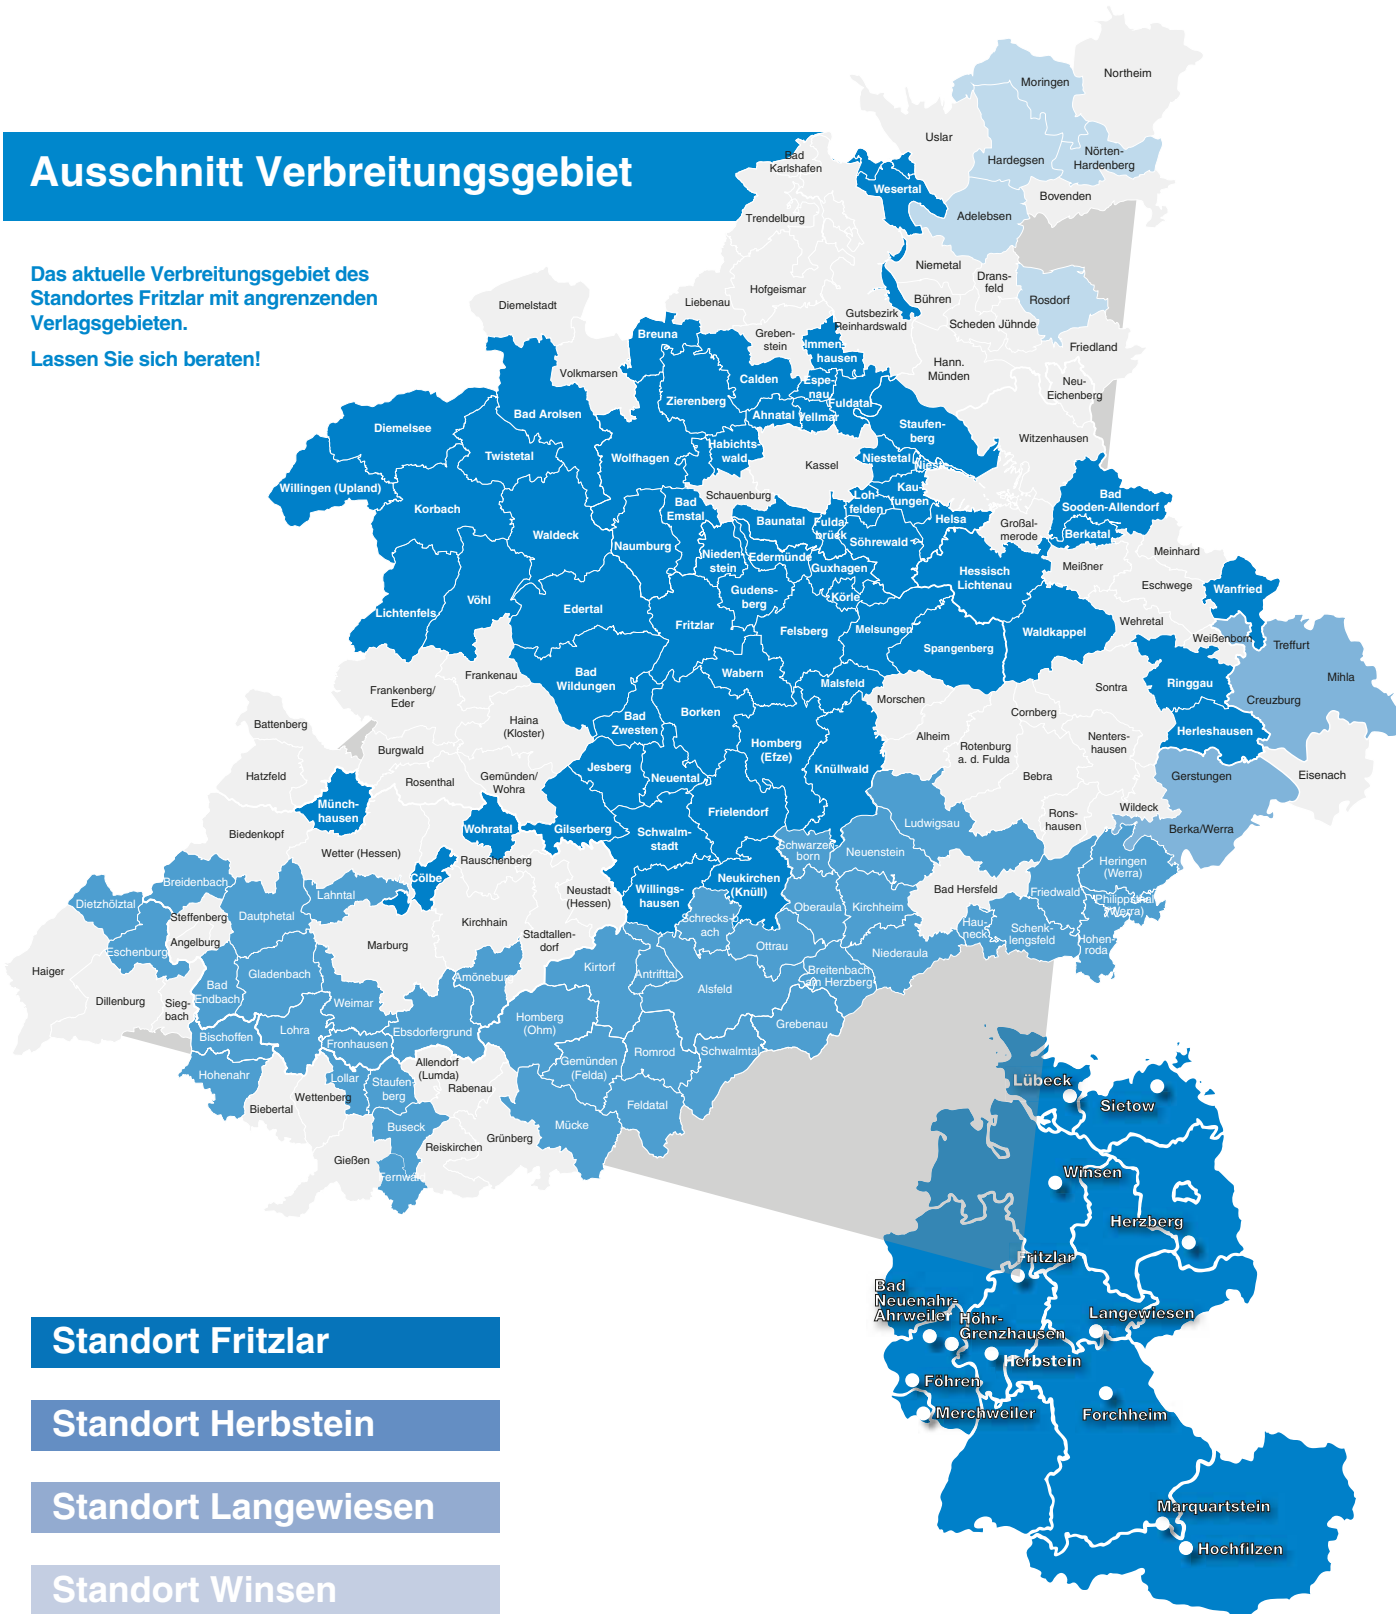 Ausschnitt Verbreitungsgebiet
Das aktuelle Verbreitungsgebiet des
Standortes Fritzlar mit angrenzenden
Verlagsgebieten.
Lassen Sie sich beraten!
Northeim
Moringen
Uslar
Hardegsen
Nörten-
Hardenberg
Bovenden
Adelebsen
Bad
Karlshafen
Wesertal
Trendelburg
Niemetal
Drans-
feld
Rosdorf
Hofgeismar
Bühren
Liebenau
Diemelstadt
Gutsbezirk
Reinhardswald
Scheden
Jühnde
Friedland
Breuna
Greben-
stein
Immen-
hausen
Hann.
Münden
Neu-
Eichenberg
Volkmarsen
Calden
Espe-
nau
Zierenberg
Fuldatal
Bad Arolsen
Ahnatal
Vellmar
Staufen-
berg
Diemelsee
Witzenhausen
Twistetal
Wolfhagen
Habichts-
wald
Kassel
Niestetal
Nieste
Willingen (Upland)
Schauenburg
Kau-
fungen
Loh-
felden
Bad
Sooden-Allendorf
Korbach
Bad
Emstal
Baunatal
Fulda-
brück
Helsa
Großal-
merode
Berkatal
Waldeck
Naumburg
Nieden-
stein
Edermünde
Söhrewald
Meinhard
Guxhagen
Hessisch
Lichtenau
Meißner
Eschwege
Wanfried
Gudens-
berg
Körle
Lichtenfels
Vöhl
Edertal
Fritzlar
Felsberg
Melsungen
Waldkappel
Wehretal
Weißenborn
Treffurt
Spangenberg
Mihla
Creuzburg
Frankenau
Bad
Wildungen
Wabern
Malsfeld
Sontra
Ringgau
Frankenberg/
Eder
Morschen
Cornberg
Battenberg
Haina
(Kloster)
Bad
Zwesten
Borken
Homberg
(Efze)
Alheim
Rotenburg
a. d. Fulda
Nenters-
hausen
Herleshausen
Burgwald
Hatzfeld
Rosenthal
Gemünden/
Wohra
Jesberg
Neuental
Knüllwald
Bebra
Gerstungen
Eisenach
Münch-
hausen
Wildeck
Rons-
hausen
Biedenkopf
Wohratal
Gilserberg
Schwalm-
stadt
Frielendorf
Ludwigsau
Berka/Werra
Wetter (Hessen)
Rauschenberg
Schwarzen-
born
Neuenstein
Heringen
(Werra)
Breidenbach
Lahntal
Cölbe
Neustadt
(Hessen)
Willings-
hausen
Neukirchen
(Knüll)
Bad Hersfeld
Friedwald
Philippsthal
(Werra)
Dietzhölztal
Steffenberg
Dautphetal
Kirchhain
Schrecks-
bach
Oberaula
Kirchheim
Hau-
neck
Schenk-
lengsfeld
Hohen-
roda
Angelburg
Eschenburg
Marburg
Stadtallen-
dorf
Ottrau
Niederaula
Haiger
Gladenbach
Amöneburg
Kirtorf
Antrifttal
Breitenbach
am Herzberg
Bad
Endbach
Dillenburg
Sieg-
bach
Weimar
Alsfeld
Homberg
(Ohm)
Grebenau
Bischoffen
Lohra
Fronhausen
Ebsdorfergrund
Romrod
Schwalmtal
Hohenahr
Allendorf
(Lumda)
Gemünden
(Felda)
Lollar
Staufen-
berg
Rabenau
Wettenberg
Biebertal
Feldatal
Buseck
Mücke
Grünberg
Reiskirchen
Gießen
Fernwald
Lübeck
Sietow
Winsen
Herzberg
Fritzlar
Bad
Neuenahr-
Ahrweiler
Höhr-
Grenzhausen
Langewiesen
Herbstein
Föhren
Merchweiler
Forchheim
Marquartstein
Hochfilzen
Standort Fritzlar
Standort Herbstein
Standort Langewiesen
Standort Winsen